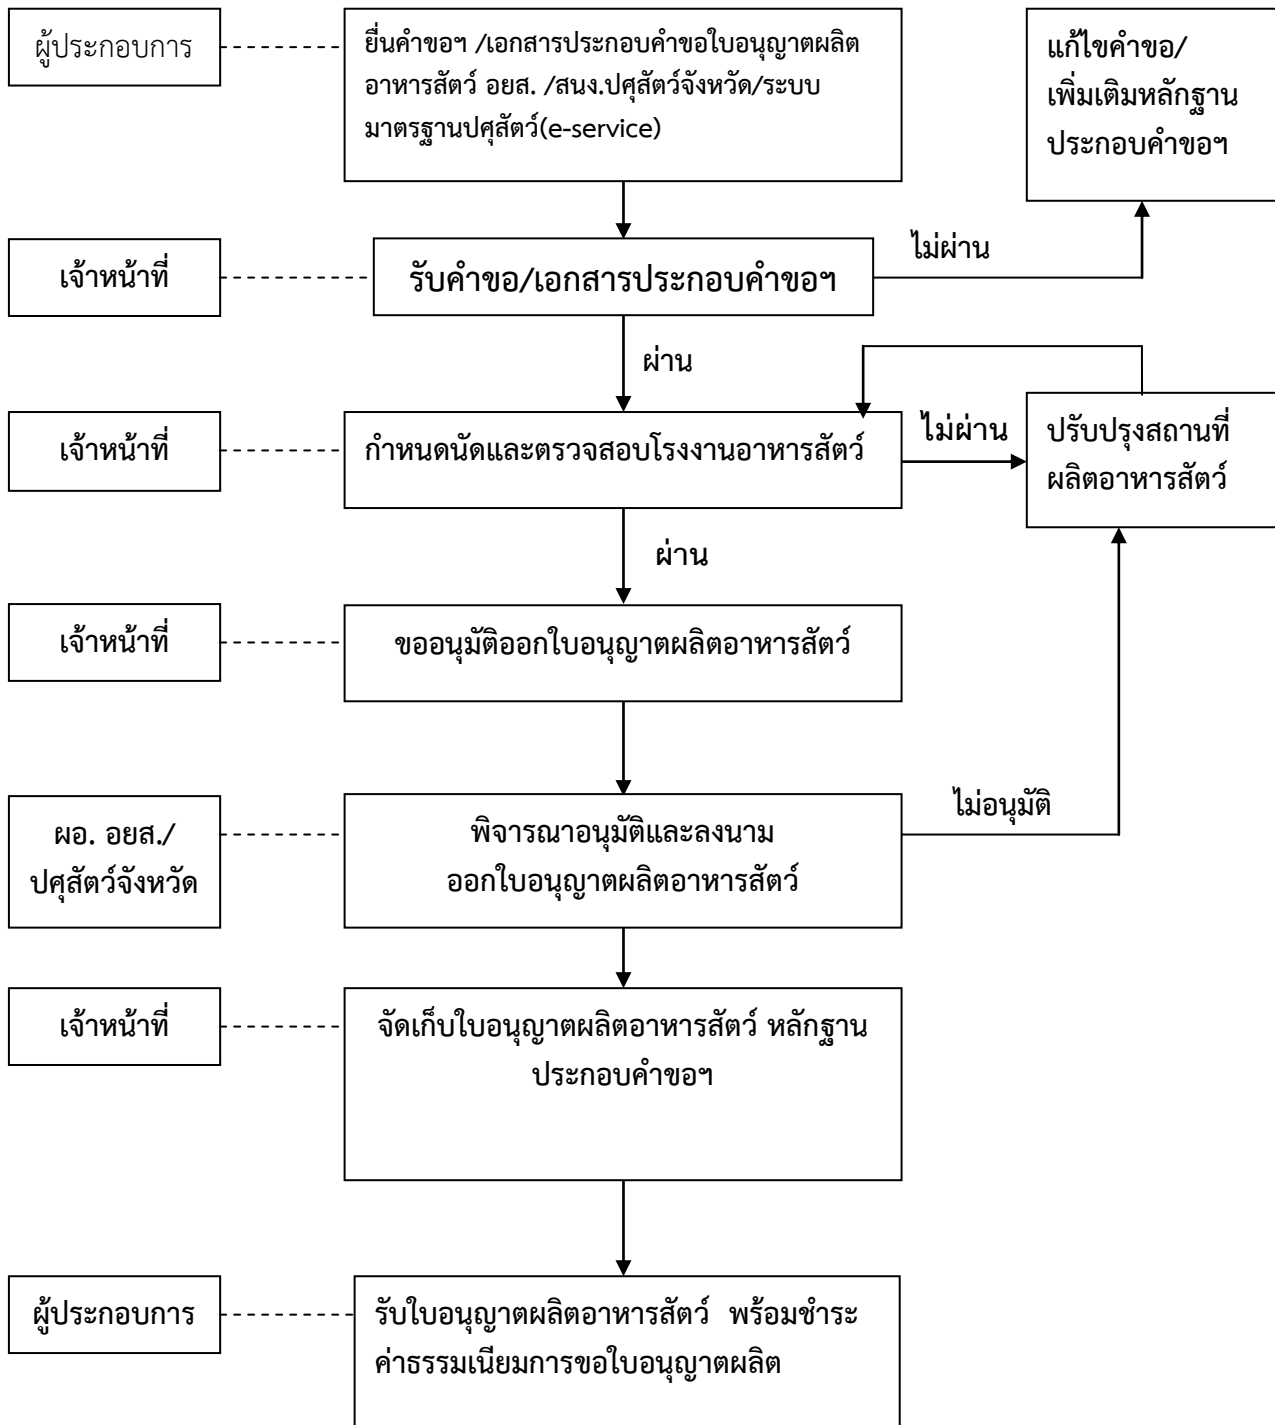 ผู้ประกอบการ
ยื่นคำขอฯ /เอกสารประกอบคำขอใบอนุญาตผลิต
อาหารสัตว์ อยส. /สนง.ปศุสัตว์จังหวัด/ระบบ
มาตรฐานปศุสัตว์(e-service)
แก้ไขคำขอ/
เพิ่มเติมหลักฐาน
ประกอบคำขอฯ
เจ้าหน้าที่
รับคำขอ/เอกสารประกอบคำขอฯ
ไม่ผ่าน
ผ่าน
เจ้าหน้าที่
กำหนดนัดและตรวจสอบโรงงานอาหารสัตว์
ไม่ผ่าน
ปรับปรุงสถานที่
ผลิตอาหารสัตว์
ผ่าน
เจ้าหน้าที่
ขออนุมัติออกใบอนุญาตผลิตอาหารสัตว์
ผอ. อยส./
ปศุสัตว์จังหวัด
พิจารณาอนุมัติและลงนาม
ออกใบอนุญาตผลิตอาหารสัตว์
ไม่อนุมัติ
เจ้าหน้าที่
จัดเก็บใบอนุญาตผลิตอาหารสัตว์ หลักฐาน
ประกอบคำขอฯ
ผู้ประกอบการ
รับใบอนุญาตผลิตอาหารสัตว์ พร้อมชำระ
ค่าธรรมเนียมการขอใบอนุญาตผลิต